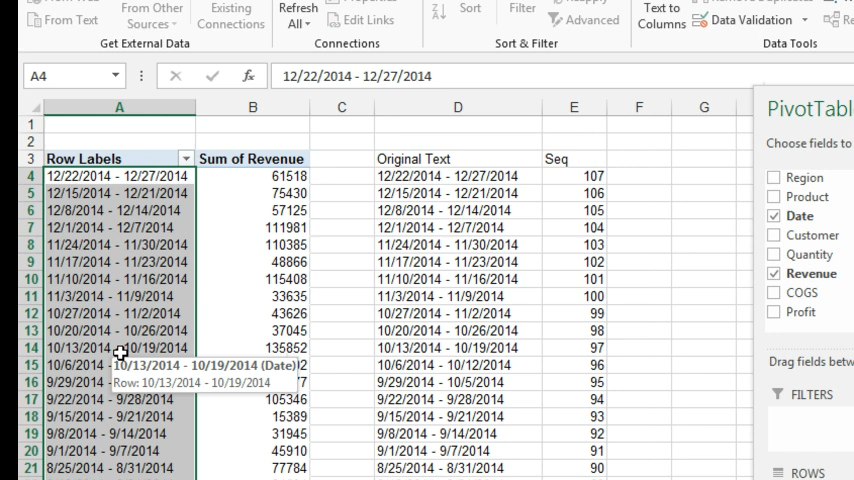 From Text
From Other
Sources
Existing
Connections
Refresh
All
Edit Links
Sort
Filter
Advanced
Text to
Columns
Data Validation
Get External Data
Connections
Sort & Filter
Data Tools
A4
fx
12/22/2014 - 12/27/2014
A B C D E F G
1
2
3 Row Labels Sum of Revenue Original Text Seq
4 12/22/2014 - 12/27/2014 61518 12/22/2014 - 12/27/2014 107
5 12/15/2014 - 12/21/2014 75430 12/15/2014 - 12/21/2014 106
6 12/8/2014 - 12/14/2014 57125 12/8/2014 - 12/14/2014 105
7 12/1/2014 - 12/7/2014 111981 12/1/2014 - 12/7/2014 104
8 11/24/2014 - 11/30/2014 110385 11/24/2014 - 11/30/2014 103
9 11/17/2014 - 11/23/2014 48866 11/17/2014 - 11/23/2014 102
10 11/10/2014 - 11/16/2014 115408 11/10/2014 - 11/16/2014 101
11 11/3/2014 - 11/9/2014 33635 11/3/2014 - 11/9/2014 100
12 10/27/2014 - 11/2/2014 43626 10/27/2014 - 11/2/2014 99
13 10/20/2014 - 10/26/2014 37045 10/20/2014 - 10/26/2014 98
14 10/13/2014 10/19/2014 135852 10/13/2014 - 10/19/2014 97
15 10/6/2014 - 10/6/2014 - 10/12/2014 96
10/13/2014 - 10/19/2014 (Date)
Row: 10/13/2014 - 10/19/2014
16 9/29/2014 - 9/29/2014 - 10/5/2014 95
17 9/22/2014 - 9/28/2014 105346 9/22/2014 - 9/28/2014 94
18 9/15/2014 - 9/21/2014 15389 9/15/2014 - 9/21/2014 93
19 9/8/2014 - 9/14/2014 31945 9/8/2014 - 9/14/2014 92
20 9/1/2014 - 9/7/2014 45910 9/1/2014 - 9/7/2014 91
21 8/25/2014 - 8/31/2014 77784 8/25/2014 - 8/31/2014 90
PivotTabl
Choose fields to
Region
Product
Date
Customer
Quantity
Revenue
COGS
Profit
Drag fields betw
FILTERS
ROWS